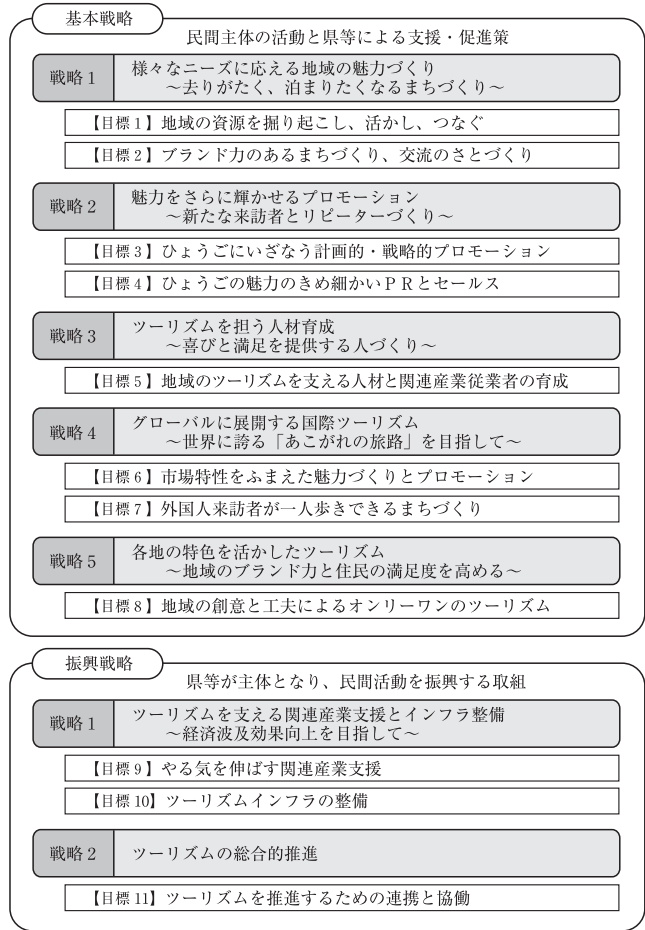 基本戦略
民間主体の活動と県等による支援・促進策
戦略1
様々なニーズに応える地域の魅力づくり
～去りがたく、泊まりたくなるまちづくり～
【目標1】地域の資源を掘り起こし、活かし、つなぐ
【目標2】ブランド力のあるまちづくり、交流のさとづくり
戦略2
魅力をさらに輝かせるプロモーション
～新たな来訪者とリピーターづくり～
【目標3】ひょうごにいざなう計画的・戦略的プロモーション
【目標4】ひょうごの魅力のきめ細かいPRとセールス
戦略3
ツーリズムを担う人材育成
～喜びと満足を提供する人づくり～
【目標5】地域のツーリズムを支える人材と関連産業従業者の育成
戦略4
グローバルに展開する国際ツーリズム
～世界に誇る「あこがれの旅路」を目指して～
【目標6】市場特性をふまえた魅力づくりとプロモーション
【目標7】外国人来訪者が一人歩きできるまちづくり
戦略5
各地の特色を活かしたツーリズム
～地域のブランド力と住民の満足度を高める～
【目標8】地域の創意と工夫によるオンリーワンのツーリズム
振興戦略
県等が主体となり、民間活動を振興する取組
戦略1
ツーリズムを支える関連産業支援とインフラ整備
～経済波及効果向上を目指して～
【目標9】やる気を伸ばす関連産業支援
【目標10】ツーリズムインフラの整備
戦略2
ツーリズムの総合的推進
【目標11】ツーリズムを推進するための連携と協働